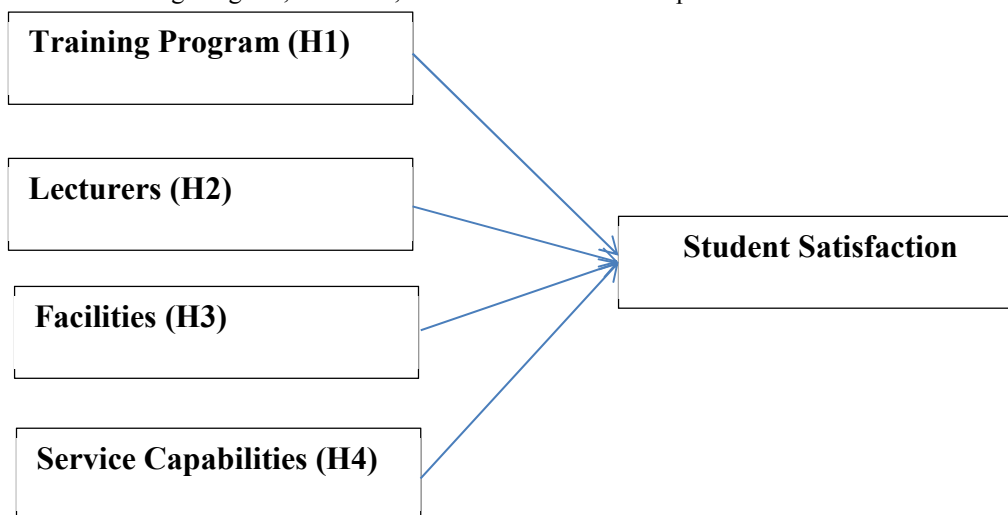 Training Program (H1)
Lecturers (H2)
Student Satisfaction
Facilities (H3)
Service Capabilities (H4)